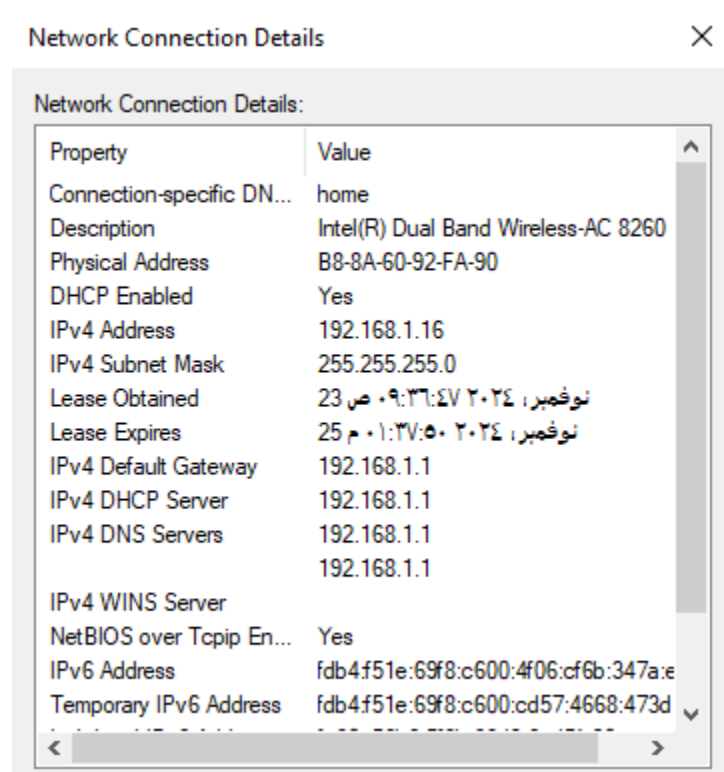 Network Connection Details
Network Connection Details:
Property Value
Connection-specific DN... home
Description Intel(R) Dual Band Wireless-AC 8260
Physical Address B8-8A-60-92-FA-90
DHCP Enabled Yes
IPv4 Address 192.168.1.16
IPv4 Subnet Mask 255.255.255.0
Lease Obtained 23 نوفمبر، ٢٠٢٤ ٠٩:٣٦:٤٧ ص
Lease Expires 25 نوفمبر، ٢٠٢٤ ٠١:٣٧:٥٠ م
IPv4 Default Gateway 192.168.1.1
IPv4 DHCP Server 192.168.1.1
IPv4 DNS Servers 192.168.1.1
192.168.1.1
IPv4 WINS Server
NetBIOS over Tcpip En... Yes
IPv6 Address fdb4:f51e:69f8:c600:4f06:cf6b:347a:e
Temporary IPv6 Address fdb4:f51e:69f8:c600:cd57:4668:473d